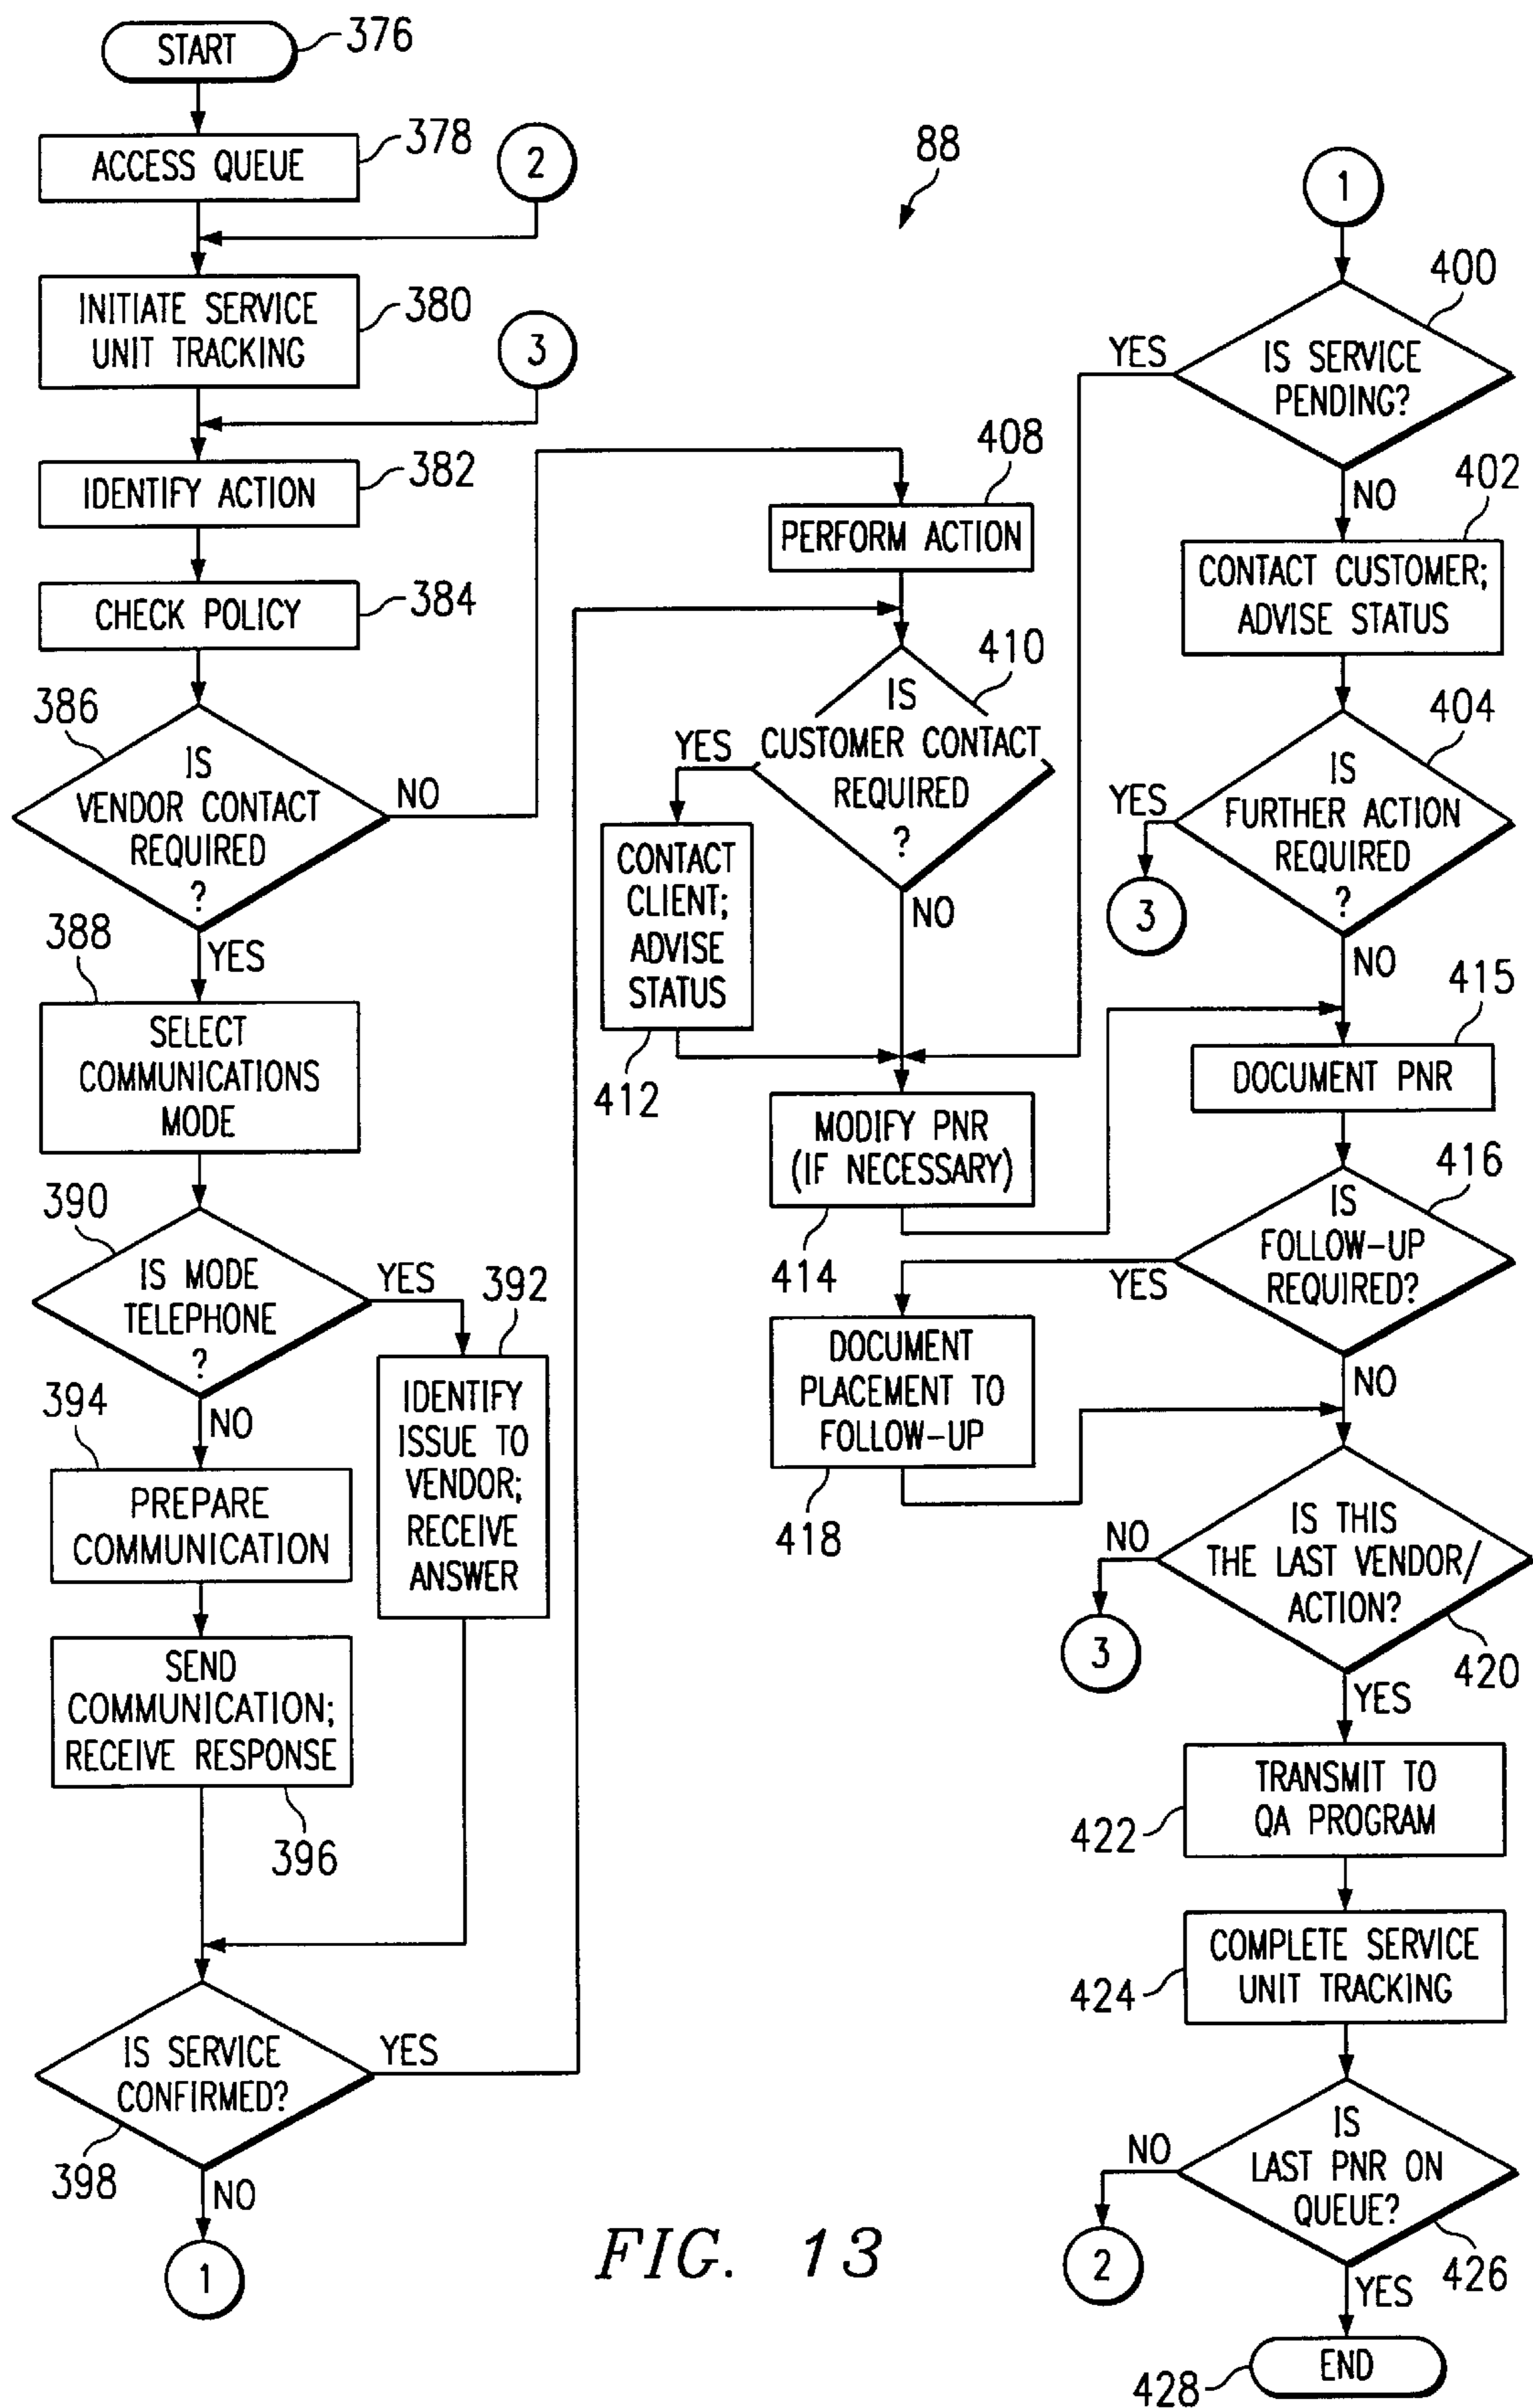 START
376
ACCESS QUEUE
378
2
INITIATE SERVICE
UNIT TRACKING
380
3
IDENTIFY ACTION
382
CHECK POLICY
384
386
IS
VENDOR CONTACT
REQUIRED
?
NO
YES
388
SELECT
COMMUNICATIONS
MODE
390
IS MODE
TELEPHONE
?
YES
NO
392
IDENTIFY
ISSUE TO
VENDOR;
RECEIVE
ANSWER
394
PREPARE
COMMUNICATION
SEND
COMMUNICATION;
RECEIVE RESPONSE
396
IS SERVICE
CONFIRMED?
YES
398
NO
1
88
408
PERFORM ACTION
410
IS
CUSTOMER CONTACT
REQUIRED
?
YES
NO
CONTACT
CLIENT;
ADVISE
STATUS
412
MODIFY PNR
(IF NECESSARY)
414
DOCUMENT
PLACEMENT TO
FOLLOW-UP
418
1
400
IS SERVICE
PENDING?
YES
NO
402
CONTACT CUSTOMER;
ADVISE STATUS
404
IS
FURTHER ACTION
REQUIRED
?
YES
3
NO
415
DOCUMENT PNR
416
IS
FOLLOW-UP
REQUIRED?
YES
NO
IS THIS
THE LAST VENDOR/
ACTION?
NO
3
420
YES
TRANSMIT TO
QA PROGRAM
422
COMPLETE SERVICE
UNIT TRACKING
424
IS
LAST PNR ON
QUEUE?
NO
2
426
YES
END
428
FIG. 13